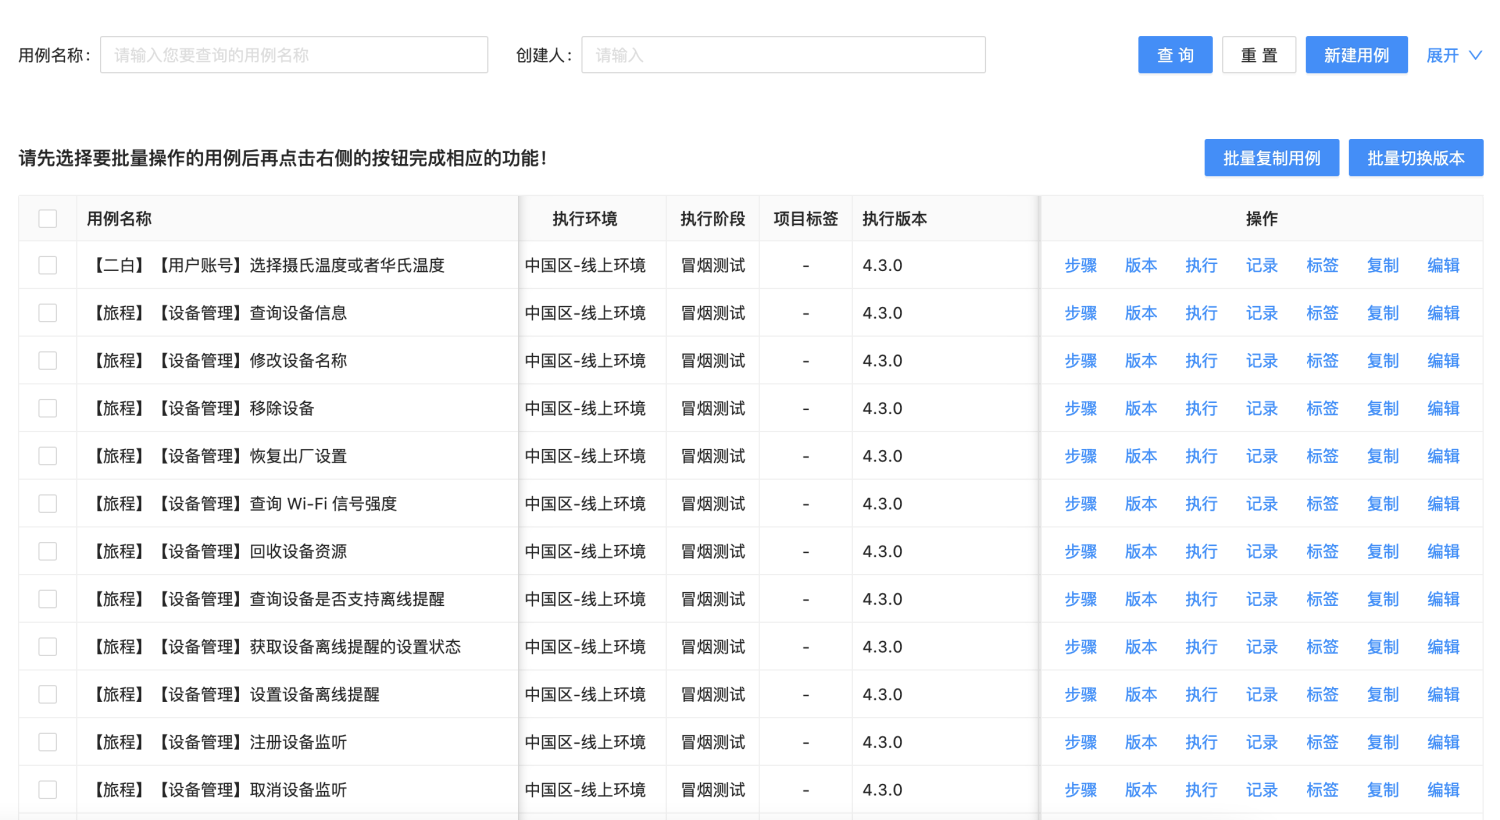 用例名称： 请输入您要查询的用例名称 创建人： 请输入 查 询 重 置 新建用例 展开
请先选择要批量操作的用例后再点击右侧的按钮完成相应的功能！ 批量复制用例 批量切换版本
用例名称 执行环境 执行阶段 项目标签 执行版本 操作
【二白】【用户账号】选择摄氏温度或者华氏温度 中国区-线上环境 冒烟测试 - 4.3.0 步骤 版本 执行 记录 标签 复制 编辑
【旅程】【设备管理】查询设备信息 中国区-线上环境 冒烟测试 - 4.3.0 步骤 版本 执行 记录 标签 复制 编辑
【旅程】【设备管理】修改设备名称 中国区-线上环境 冒烟测试 - 4.3.0 步骤 版本 执行 记录 标签 复制 编辑
【旅程】【设备管理】移除设备 中国区-线上环境 冒烟测试 - 4.3.0 步骤 版本 执行 记录 标签 复制 编辑
【旅程】【设备管理】恢复出厂设置 中国区-线上环境 冒烟测试 - 4.3.0 步骤 版本 执行 记录 标签 复制 编辑
【旅程】【设备管理】查询 Wi-Fi 信号强度 中国区-线上环境 冒烟测试 - 4.3.0 步骤 版本 执行 记录 标签 复制 编辑
【旅程】【设备管理】回收设备资源 中国区-线上环境 冒烟测试 - 4.3.0 步骤 版本 执行 记录 标签 复制 编辑
【旅程】【设备管理】查询设备是否支持离线提醒 中国区-线上环境 冒烟测试 - 4.3.0 步骤 版本 执行 记录 标签 复制 编辑
【旅程】【设备管理】获取设备离线提醒的设置状态 中国区-线上环境 冒烟测试 - 4.3.0 步骤 版本 执行 记录 标签 复制 编辑
【旅程】【设备管理】设置设备离线提醒 中国区-线上环境 冒烟测试 - 4.3.0 步骤 版本 执行 记录 标签 复制 编辑
【旅程】【设备管理】注册设备监听 中国区-线上环境 冒烟测试 - 4.3.0 步骤 版本 执行 记录 标签 复制 编辑
【旅程】【设备管理】取消设备监听 中国区-线上环境 冒烟测试 - 4.3.0 步骤 版本 执行 记录 标签 复制 编辑